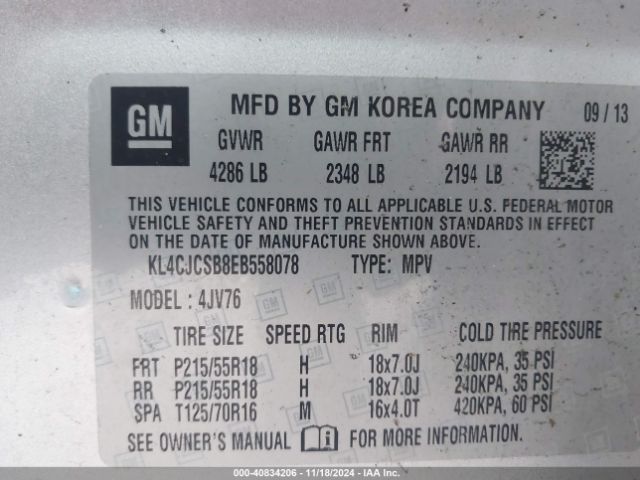 GM
MFD BY GM KOREA COMPANY 09 / 13
GVWR GAWR FRT GAWR RR
4286 LB 2348 LB 2194 LB
THIS VEHICLE CONFORMS TO ALL APPLICABLE U.S. FEDERAL MOTOR
VEHICLE SAFETY AND THEFT PREVENTION STANDARDS IN EFFECT
ON THE DATE OF MANUFACTURE SHOWN ABOVE.
KL4CJCSB8EB558078 TYPE: MPV
MODEL : 4JV76
TIRE SIZE SPEED RTG RIM COLD TIRE PRESSURE
FRT P215/55R18 H 18x7.0J 240KPA, 35 PSI
RR P215/55R18 H 18x7.0J 240KPA, 35 PSI
SPA T125/70R16 M 16x4.0T 420KPA, 60 PSI
SEE OWNER'S MANUAL FOR MORE INFORMATION.
000-40834206 - 11/18/2024 - IAAI.COM